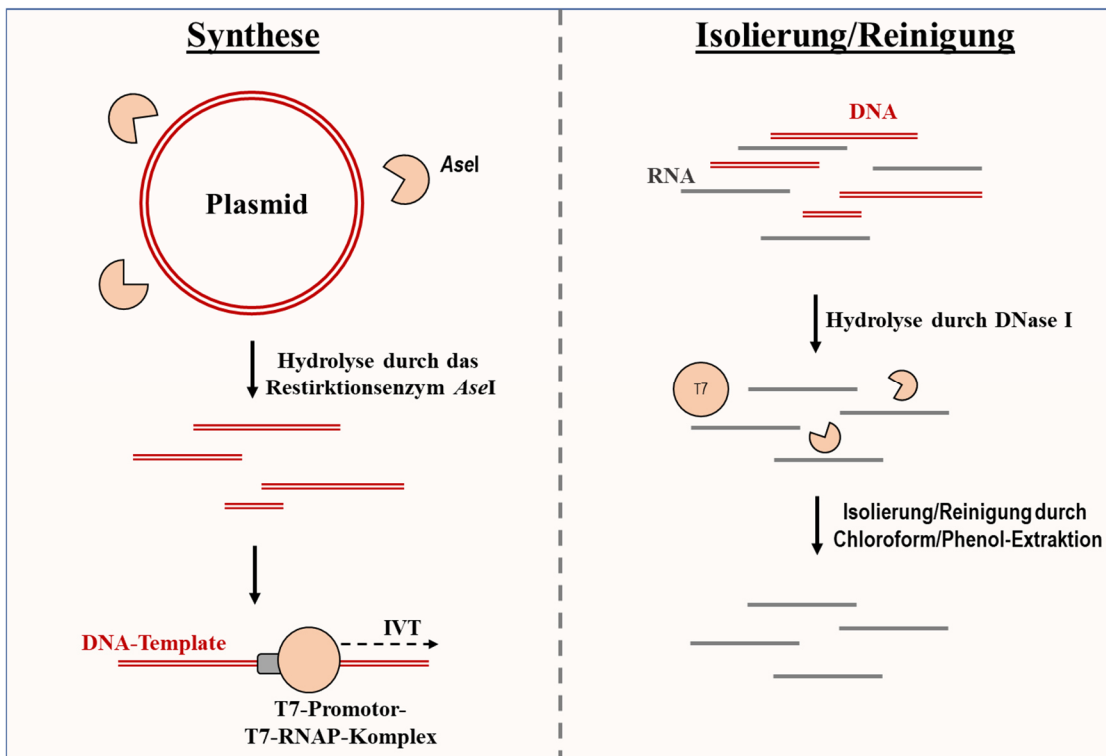 Synthese
AseI
Plasmid
Hydrolyse durch das
Restirktionsenzym AseI
DNA-Template
IVT
T7-Promotor-
T7-RNAP-Komplex
Isolierung/Reinigung
DNA
RNA
Hydrolyse durch DNase I
T7
Isolierung/Reinigung durch
Chloroform/Phenol-Extraktion